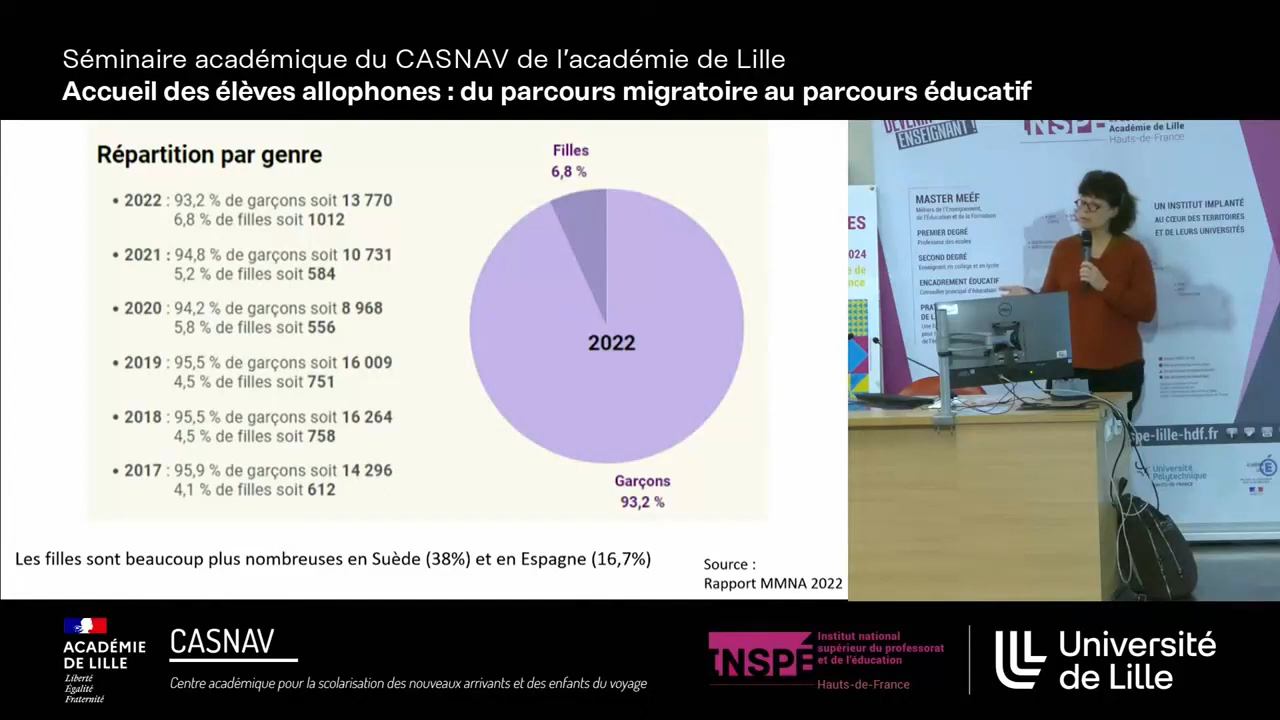 Séminaire académique du CASNAV de l'académie de Lille
Accueil des élèves allophones : du parcours migratoire au parcours éducatif
Répartition par genre
• 2022 : 93,2 % de garçons soit 13 770
6,8 % de filles soit 1012
• 2021 : 94,8 % de garçons soit 10 731
5,2 % de filles soit 584
• 2020 : 94,2 % de garçons soit 8 968
5,8 % de filles soit 556
• 2019 : 95,5 % de garçons soit 16 009
4,5 % de filles soit 751
• 2018 : 95,5 % de garçons soit 16 264
4,5 % de filles soit 758
• 2017 : 95,9 % de garçons soit 14 296
4,1 % de filles soit 612
Filles
6,8 %
2022
Garçons
93,2 %
Les filles sont beaucoup plus nombreuses en Suède (38%) et en Espagne (16,7%)
Source :
Rapport MMNA 2022
ENSEIGNANT !
Académie de Lille
Hauts-de-France
MASTER MEÉF
Métiers de l'Enseignement,
de l'Éducation et de la Formation
PREMIER DEGRÉ
Professeur des écoles
SECOND DEGRÉ
Enseignant en collège et en lycée
ENCADREMENT ÉDUCATIF
Conseiller principal d'éducation
UN INSTITUT IMPLANTÉ
AU CŒUR DES TERRITOIRES
ET DE LEURS UNIVERSITÉS
2024
spe-lille-hdf.fr
Université
Polytechnique
HAUTS-DE-FRANCE
ACADÉMIE
DE LILLE
Liberté
Égalité
Fraternité
CASNAV
Centre académique pour la scolarisation des nouveaux arrivants et des enfants du voyage
INSPÉ
Institut national
supérieur du professorat
et de l'éducation
Hauts-de-France
Université
de Lille